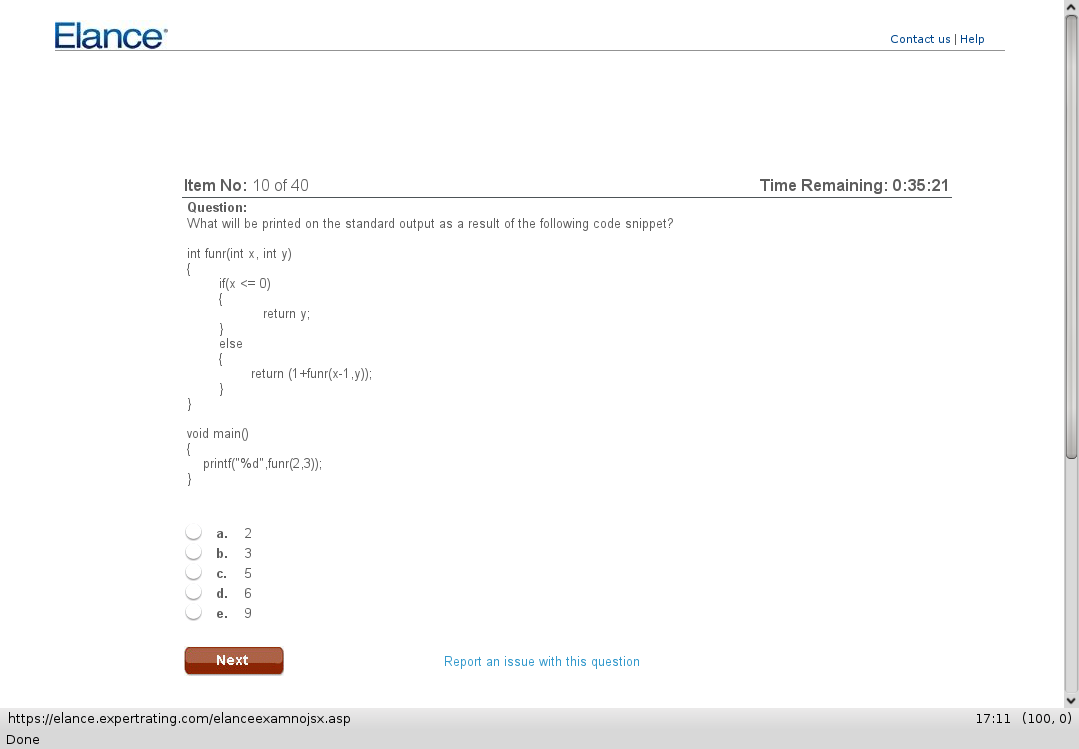 Elance
Contact us | Help
Item No: 10 of 40 Time Remaining: 0:35:21
Question:
What will be printed on the standard output as a result of the following code snippet?
int funr(int x, int y)
{
if(x <= 0)
{
return y;
}
else
{
return (1+funr(x-1,y));
}
}
void main()
{
printf("%d",funr(2,3));
}
a. 2
b. 3
c. 5
d. 6
e. 9
Next Report an issue with this question
https://elance.expertrating.com/elanceexamnojsx.asp 17:11 (100, 0)
Done